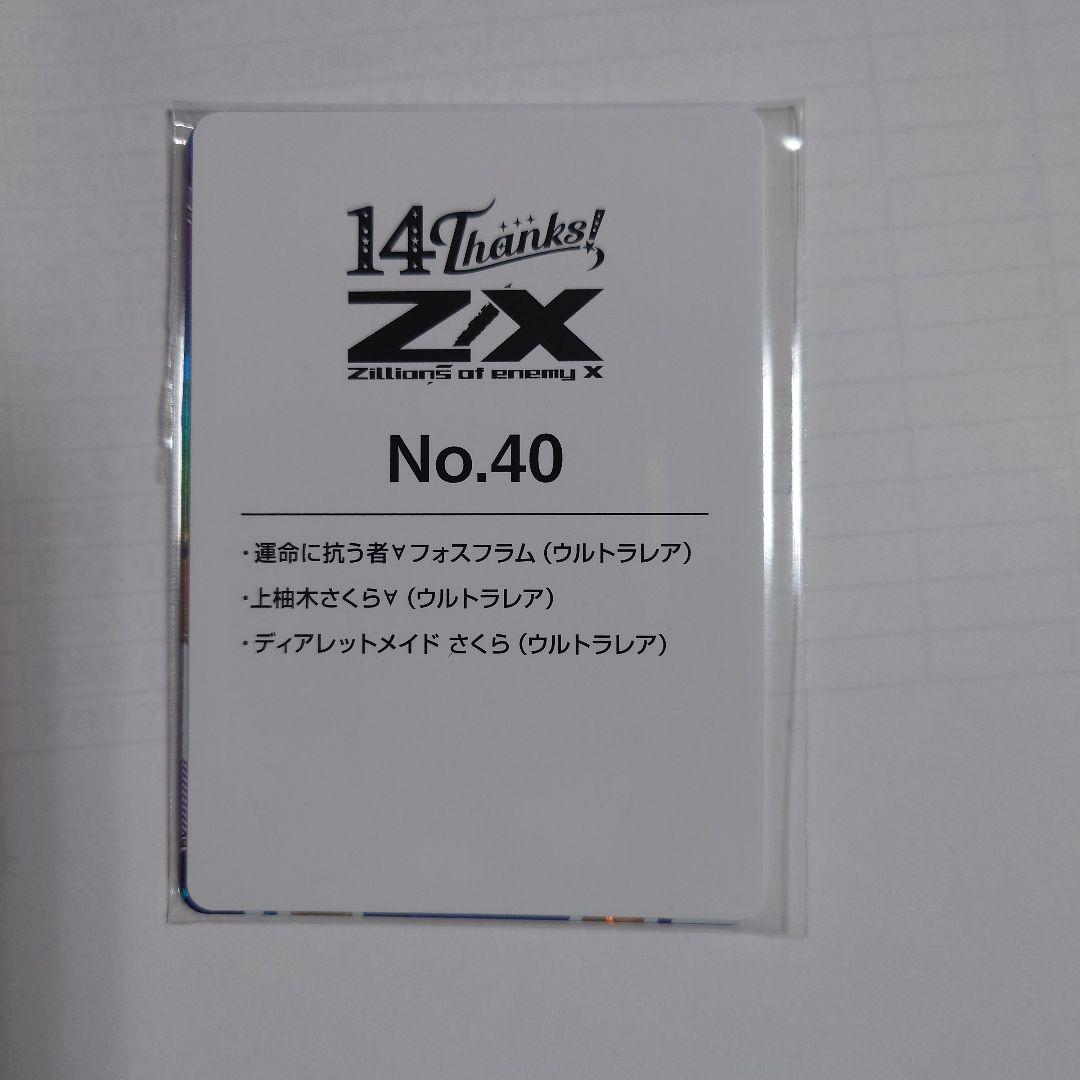 14 Thanks!
Z/X
Zillions of enemy X
No.40
・運命に抗う者∀フォスフラム(ウルトラレア)
・上柚木さくら∀(ウルトラレア)
・ディアレットメイド さくら(ウルトラレア)